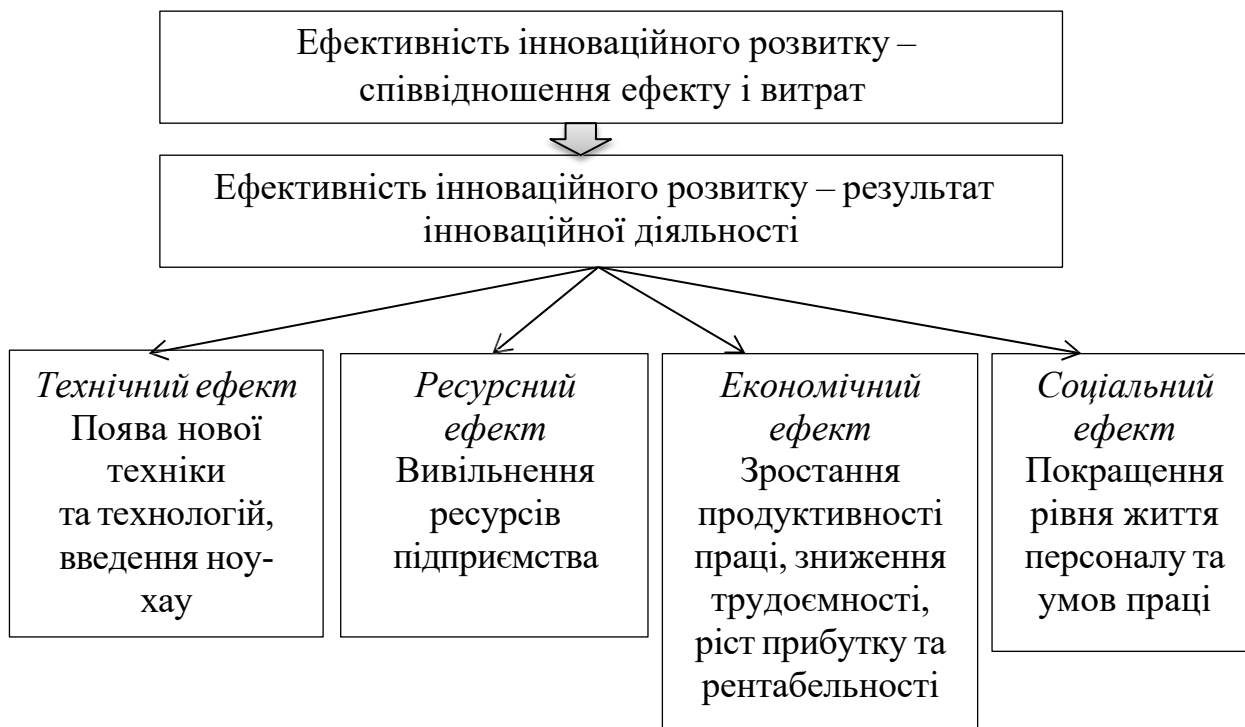 Ефективність інноваційного розвитку –
співвідношення ефекту і витрат
Ефективність інноваційного розвитку – результат
інноваційної діяльності
Технічний ефект
Поява нової
техніки
та технологій,
введення ноу-
хау
Ресурсний
ефект
Вивільнення
ресурсів
підприємства
Економічний
ефект
Зростання
продуктивності
праці, зниження
трудоємності,
ріст прибутку та
рентабельності
Соціальний
ефект
Покращення
рівня життя
персоналу та
умов праці